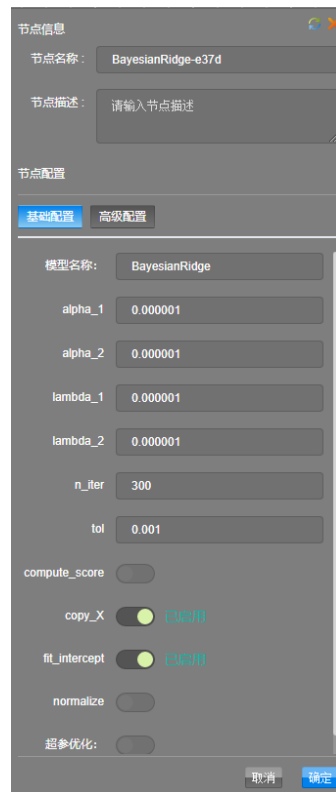 节点信息
节点名称： BayesianRidge-e37d
节点描述： 请输入节点描述
节点配置
基础配置 高级配置
模型名称： BayesianRidge
alpha_1 0.000001
alpha_2 0.000001
lambda_1 0.000001
lambda_2 0.000001
n_iter 300
tol 0.001
compute_score
copy_X 已启用
fit_intercept 已启用
normalize
超参优化：
取消 确定